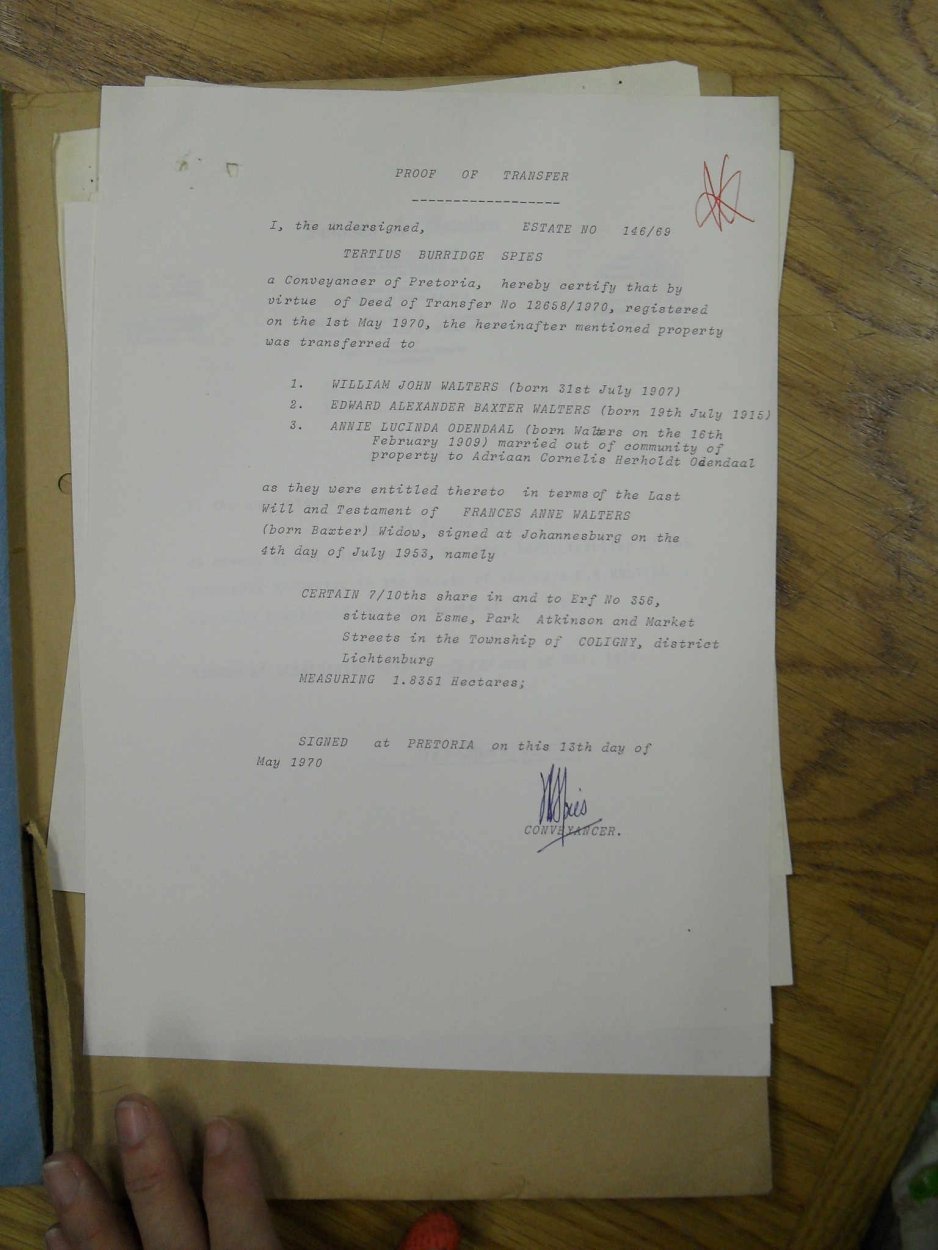 PROOF OF TRANSFER
------------------
I, the undersigned, ESTATE NO 146/69
TERTIUS BURRIDGE SPIES
a Conveyancer of Pretoria, hereby certify that by
virtue of Deed of Transfer No 12658/1970, registered
on the 1st May 1970, the hereinafter mentioned property
was transferred to
1. WILLIAM JOHN WALTERS (born 31st July 1907)
2. EDWARD ALEXANDER BAXTER WALTERS (born 19th July 1915)
3. ANNIE LUCINDA ODENDAAL (born Walters on the 16th
February 1909) married out of community of
property to Adriaan Cornelis Herholdt Odendaal
as they were entitled thereto in terms of the Last
Will and Testament of FRANCES ANNE WALTERS
(born Baxter) Widow, signed at Johannesburg on the
4th day of July 1953, namely
CERTAIN 7/10ths share in and to Erf No 356,
situate on Esme, Park Atkinson and Market
Streets in the Township of COLIGNY, district
Lichtenburg
MEASURING 1.8351 Hectares;
SIGNED at PRETORIA on this 13th day of
May 1970
Spies
CONVEYANCER.